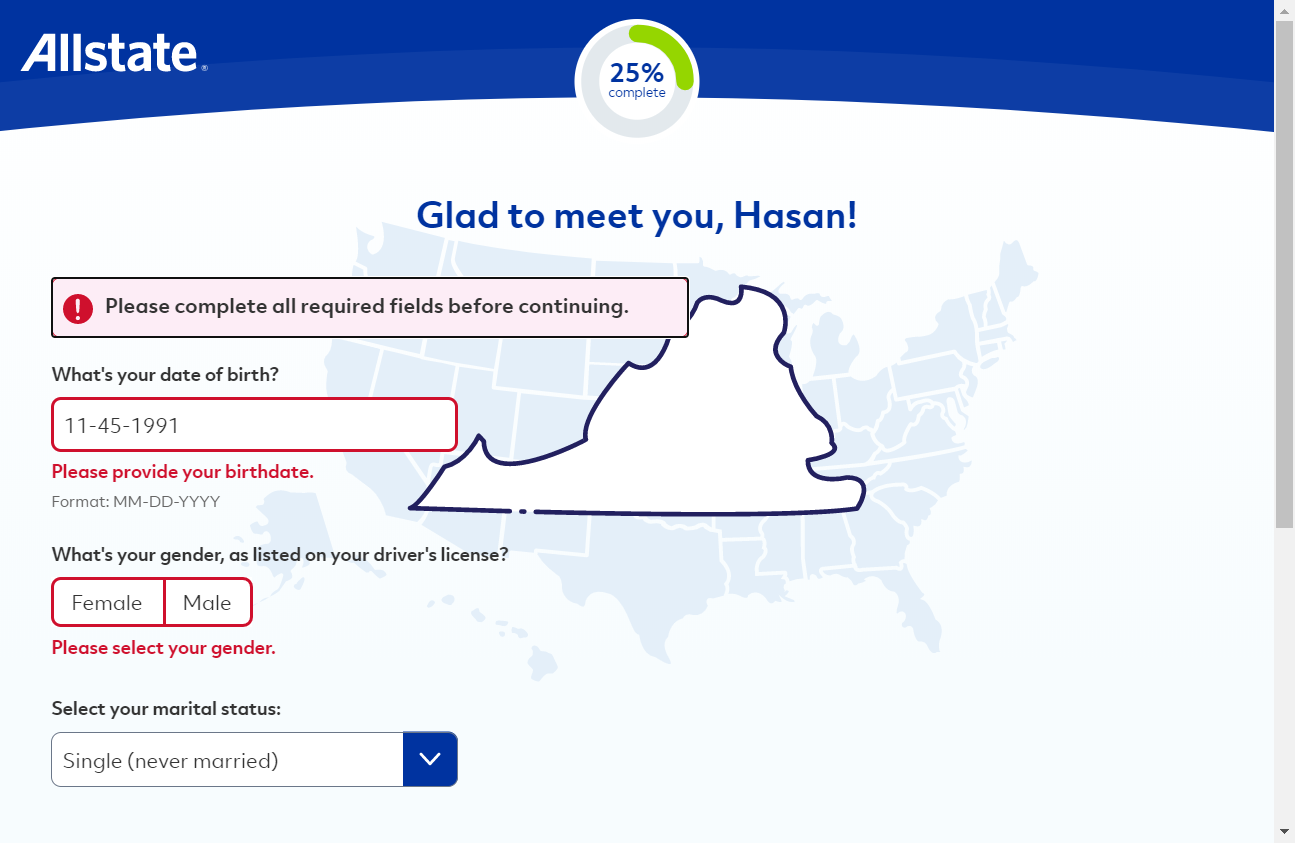 Allstate®
25%
complete
Glad to meet you, Hasan!
Please complete all required fields before continuing.
What's your date of birth?
11-45-1991
Please provide your birthdate.
Format: MM-DD-YYYY
What's your gender, as listed on your driver's license?
Female Male
Please select your gender.
Select your marital status:
Single (never married)